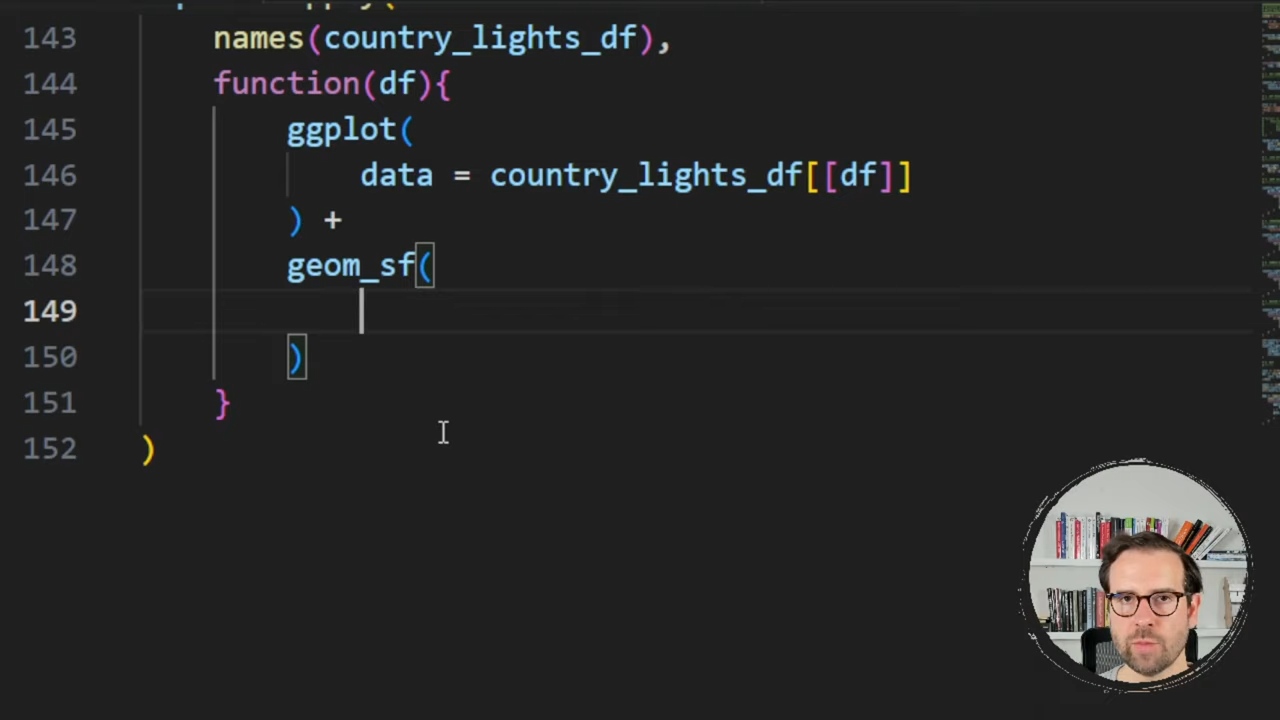 143 names(country_lights_df),
144 function(df){
145 ggplot(
146 data = country_lights_df[[df]]
147 ) +
148 geom_sf(
149
150 )
151 }
152 )